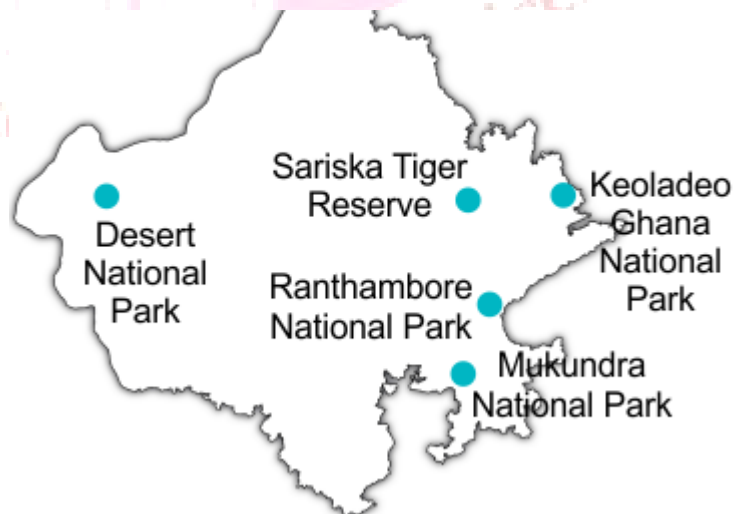 Sariska Tiger
Reserve
Keoladeo
Ghana
National
Park
Desert
National
Park
Ranthambore
National Park
Mukundra
National Park